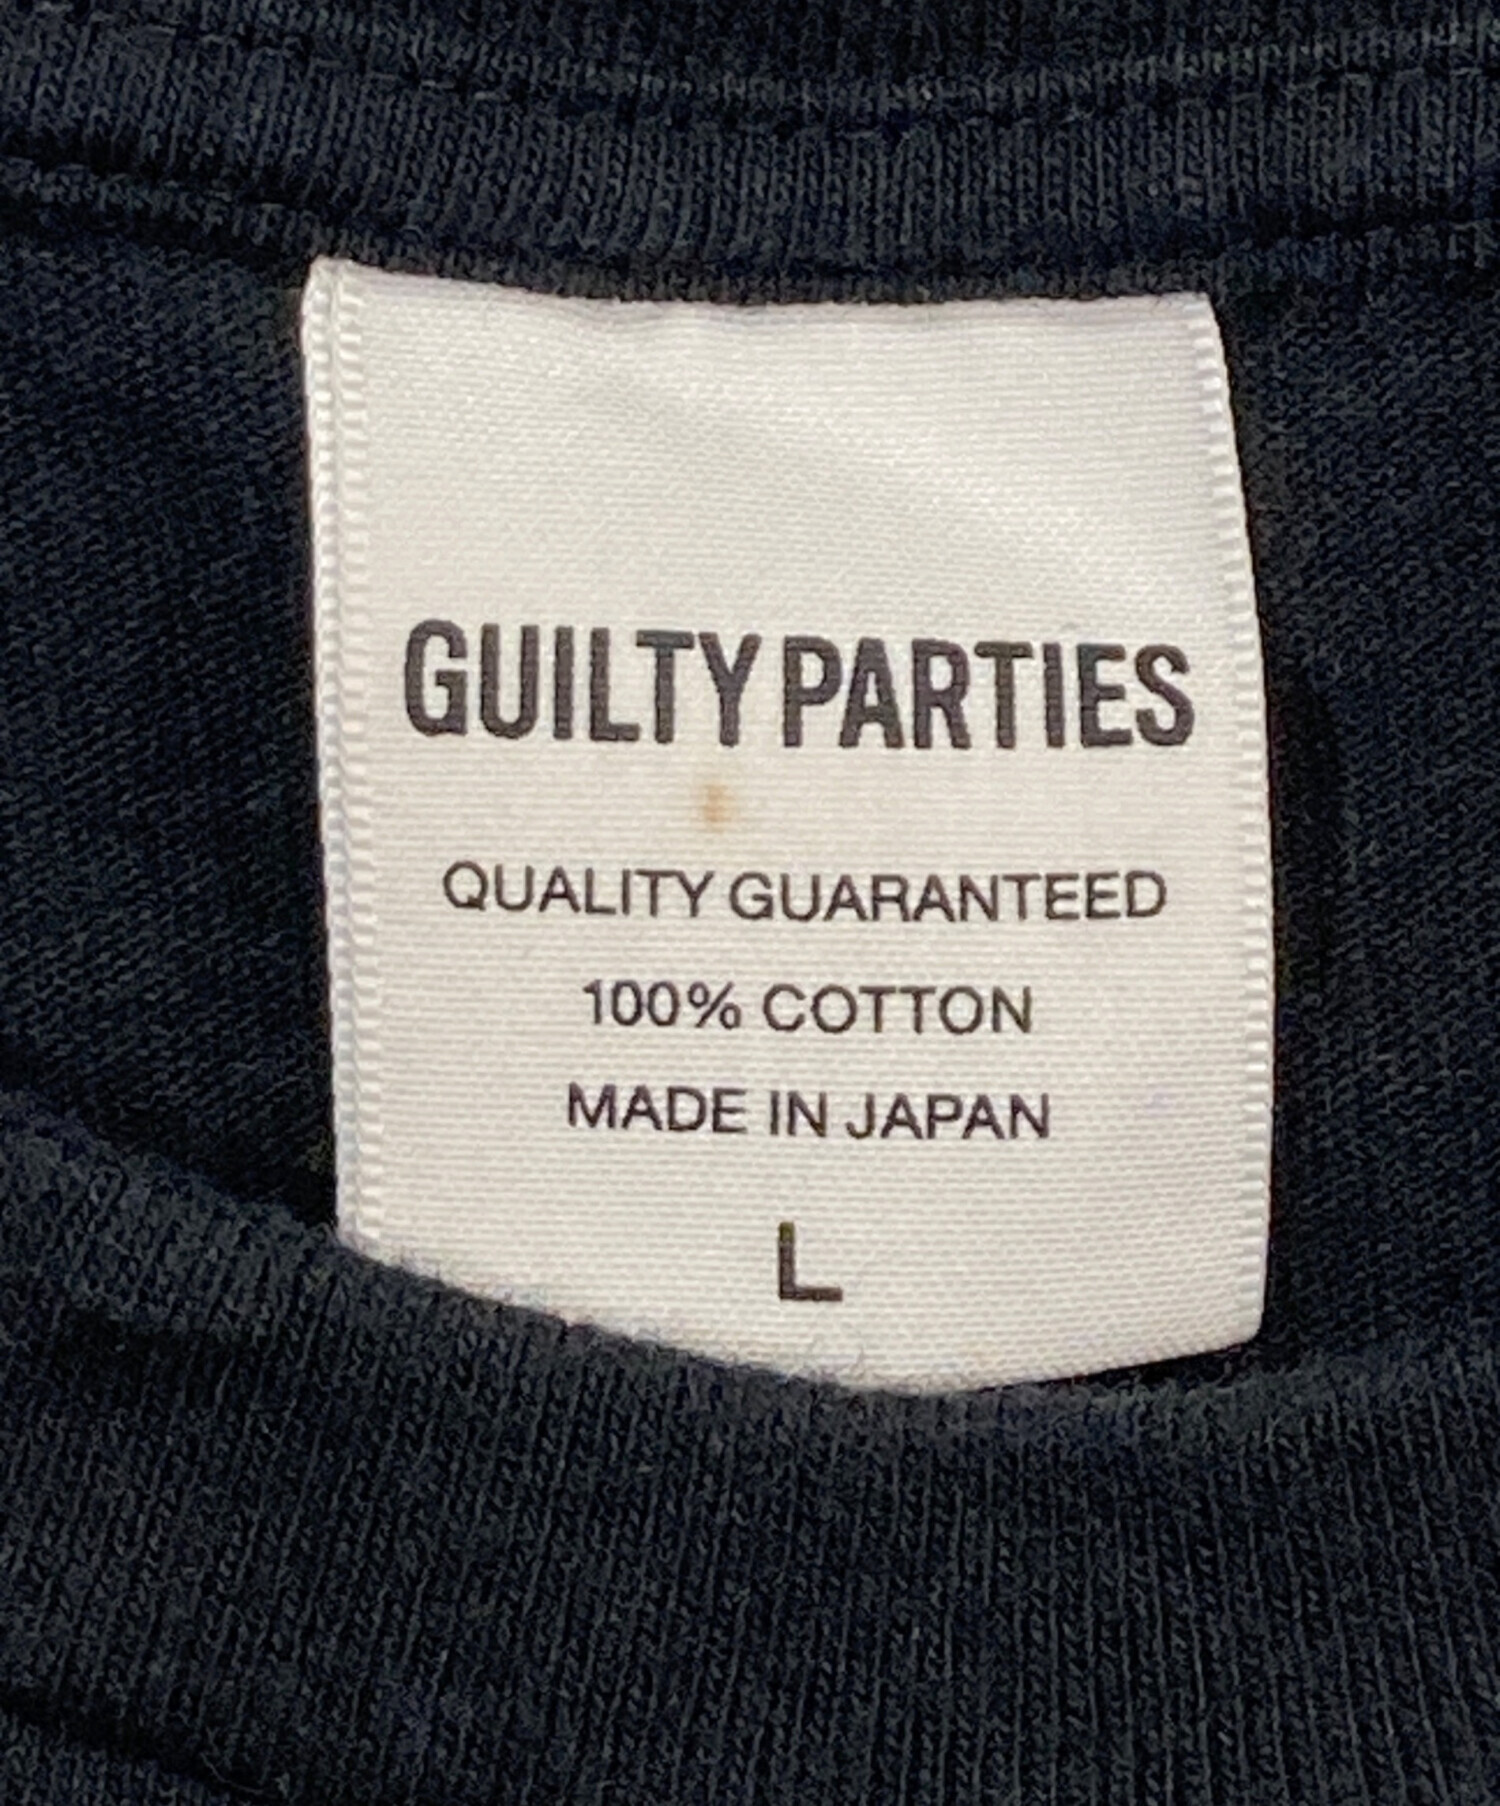 GUILTY PARTIES
QUALITY GUARANTEED
100% COTTON
MADE IN JAPAN
L